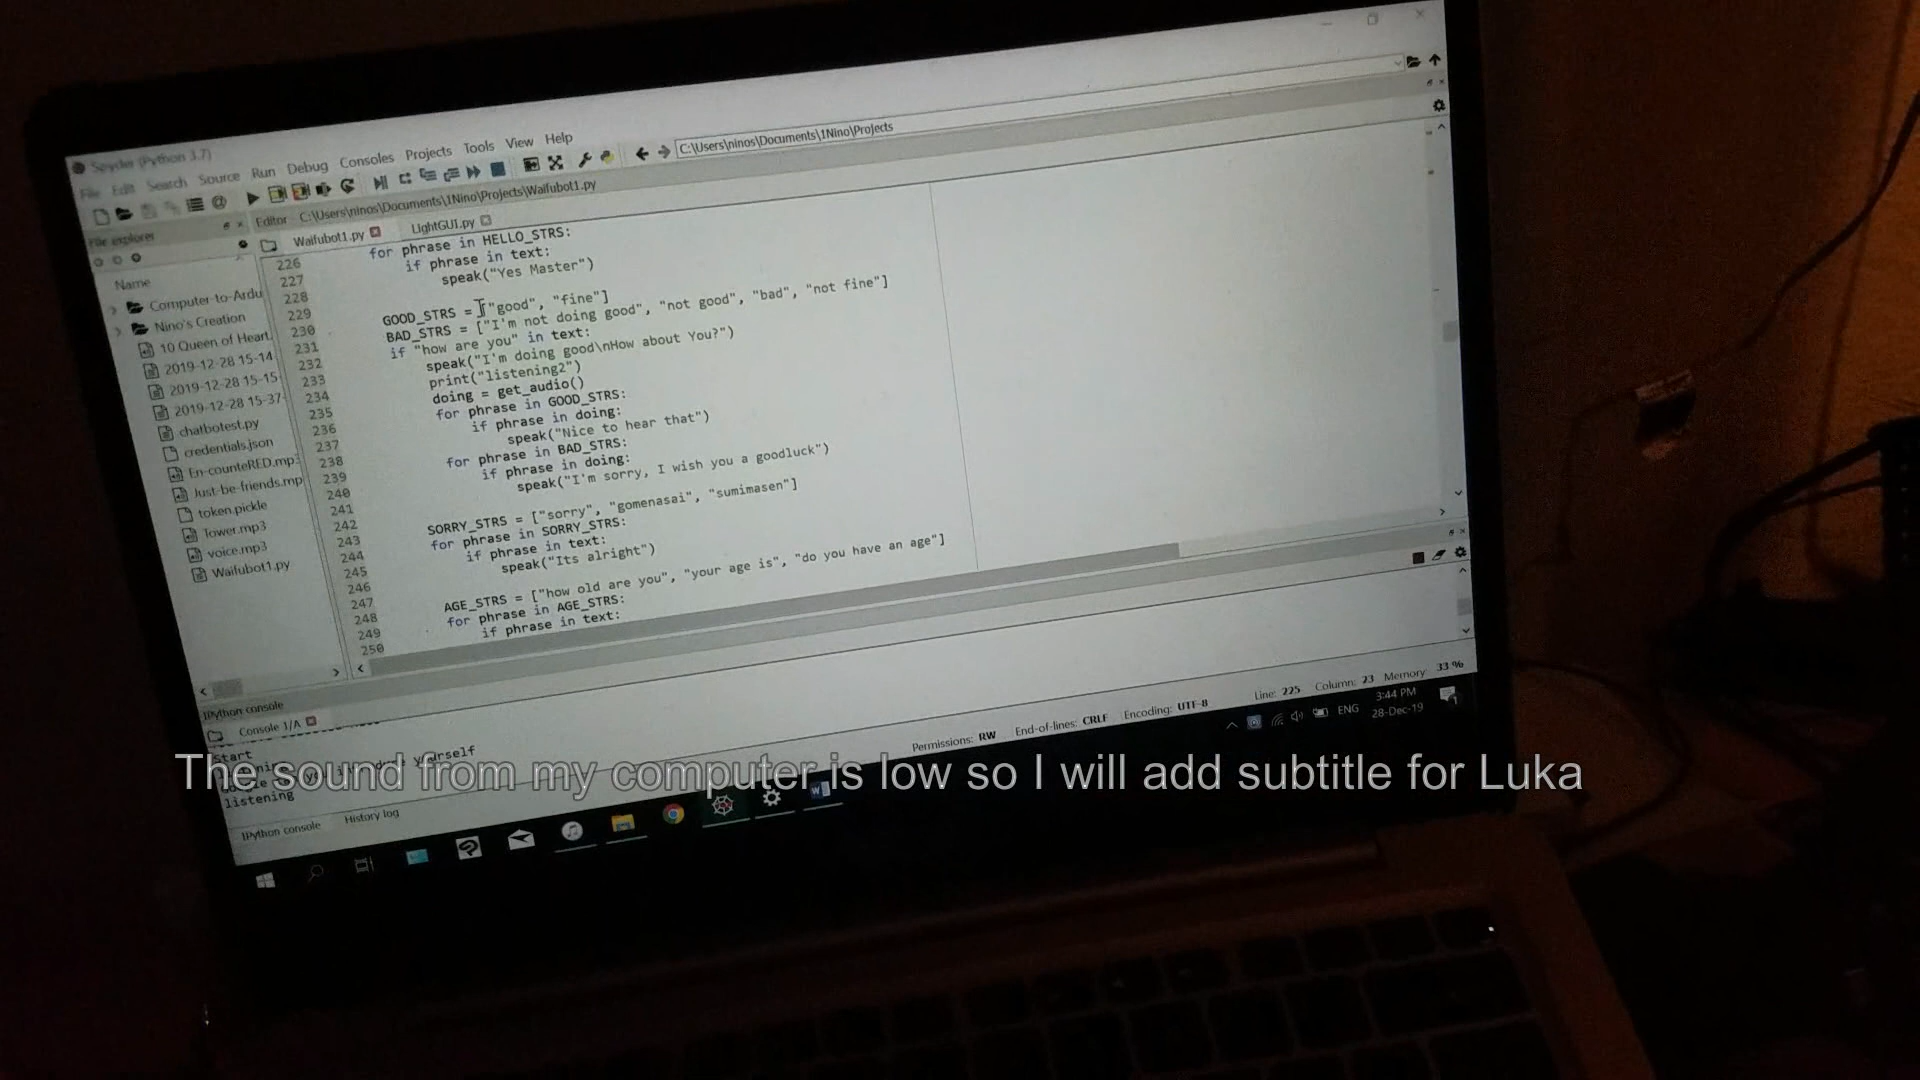 Spyder (Python 3.7)
File Edit Search Source Run Debug Consoles Projects Tools View Help
C:\Users\ninos\Documents\1Nino\Projects
File explorer
Editor - C:\Users\ninos\Documents\1Nino\Projects\Waifubot1.py
Waifubot1.py LightGUI.py
Name
Computer-to-Ardu
Nino's Creation
10 Queen of Heart.
2019-12-28 15-14
2019-12-28 15-15
2019-12-28 15-37-
chatbotest.py
credentials.json
En-counteRED.mp3
Just-be-friends.mp
token.pickle
Tower.mp3
voice.mp3
Waifubot1.py
226
227
228
229
230
231
232
233
234
235
236
237
238
239
240
241
242
243
244
245
246
247
248
249
250
for phrase in HELLO_STRS:
if phrase in text:
speak("Yes Master")
GOOD_STRS = ["good", "fine"]
BAD_STRS = ["I'm not doing good", "not good", "bad", "not fine"]
if "how are you" in text:
speak("I'm doing good\nHow about You?")
print("listening2")
doing = get_audio()
for phrase in GOOD_STRS:
if phrase in doing:
speak("Nice to hear that")
for phrase in BAD_STRS:
if phrase in doing:
speak("I'm sorry, I wish you a goodluck")
SORRY_STRS = ["sorry", "gomenasai", "sumimasen"]
for phrase in SORRY_STRS:
if phrase in text:
speak("Its alright")
AGE_STRS = ["how old are you", "your age is", "do you have an age"]
for phrase in AGE_STRS:
if phrase in text:
IPython console
Console 1/A
start
yourself
listening
IPython console History log
Permissions: RW End-of-lines: CRLF Encoding: UTF-8 Line: 225 Column: 23 Memory 33 %
ENG
3:44 PM
28-Dec-19
The sound from my computer is low so I will add subtitle for Luka